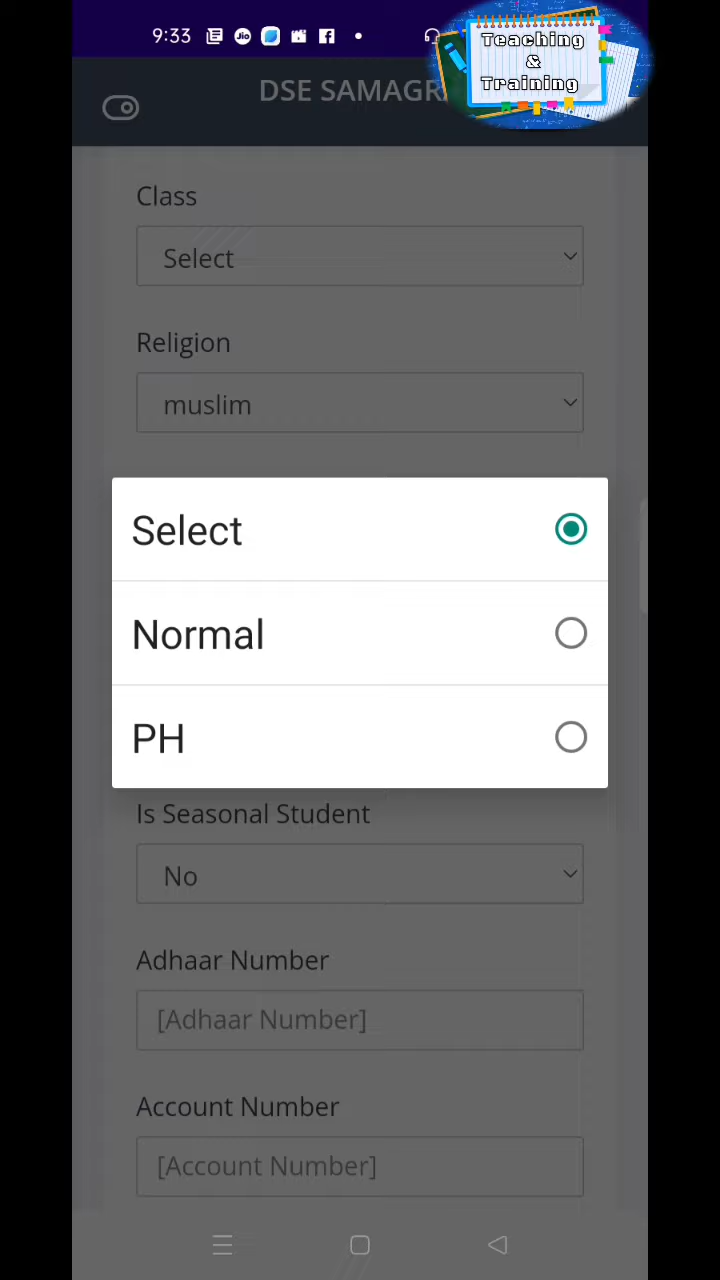 9:33
Jio
Teaching
&
Training
DSE SAMAGR
Class
Select
Religion
muslim
Select
Normal
PH
Is Seasonal Student
No
Adhaar Number
[Adhaar Number]
Account Number
[Account Number]